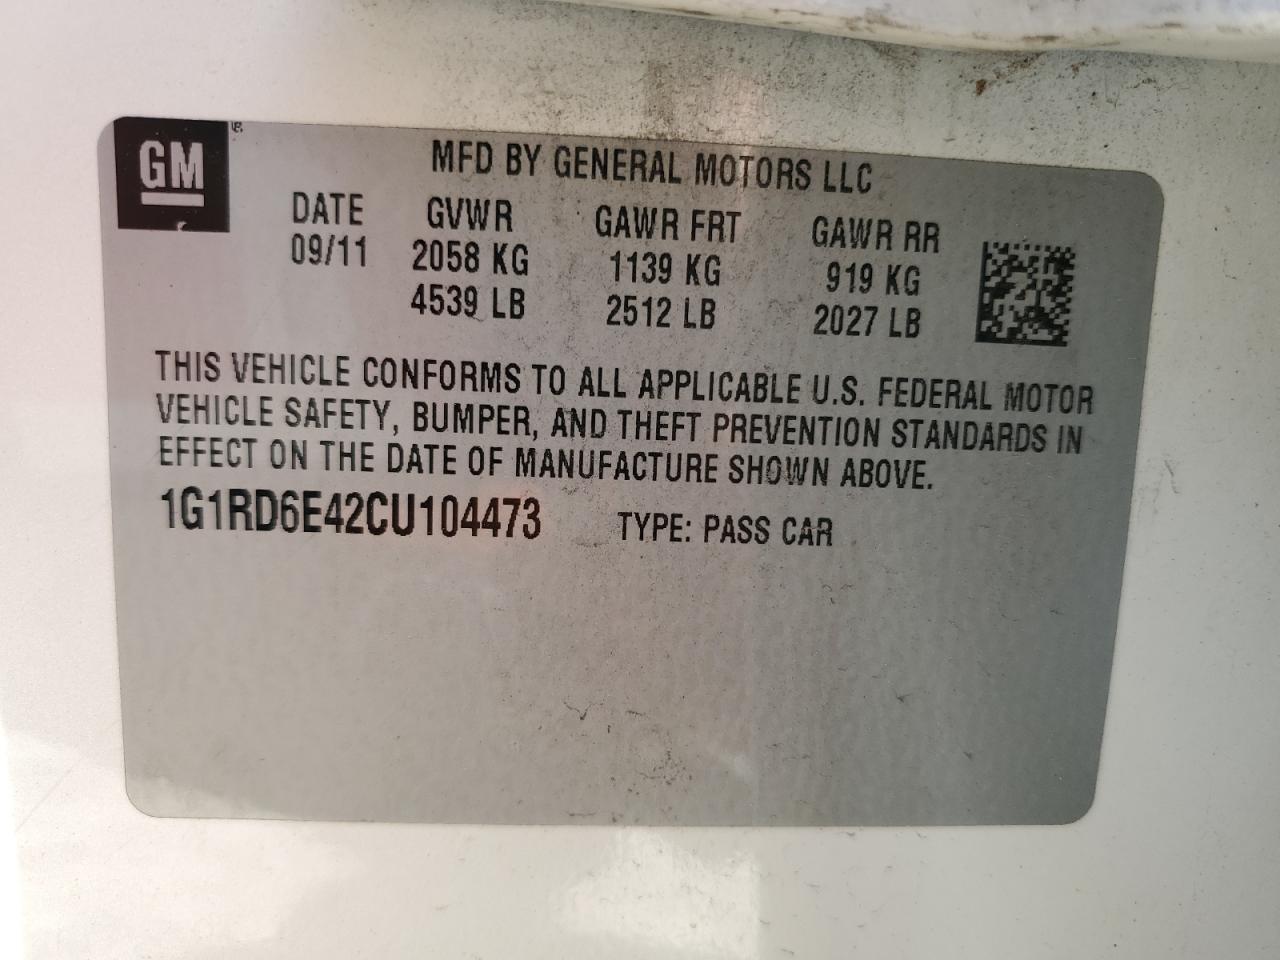 GM
MFD BY GENERAL MOTORS LLC
DATE GVWR GAWR FRT GAWR RR
09/11 2058 KG 1139 KG 919 KG
4539 LB 2512 LB 2027 LB
THIS VEHICLE CONFORMS TO ALL APPLICABLE U.S. FEDERAL MOTOR
VEHICLE SAFETY, BUMPER, AND THEFT PREVENTION STANDARDS IN
EFFECT ON THE DATE OF MANUFACTURE SHOWN ABOVE.
1G1RD6E42CU104473 TYPE: PASS CAR